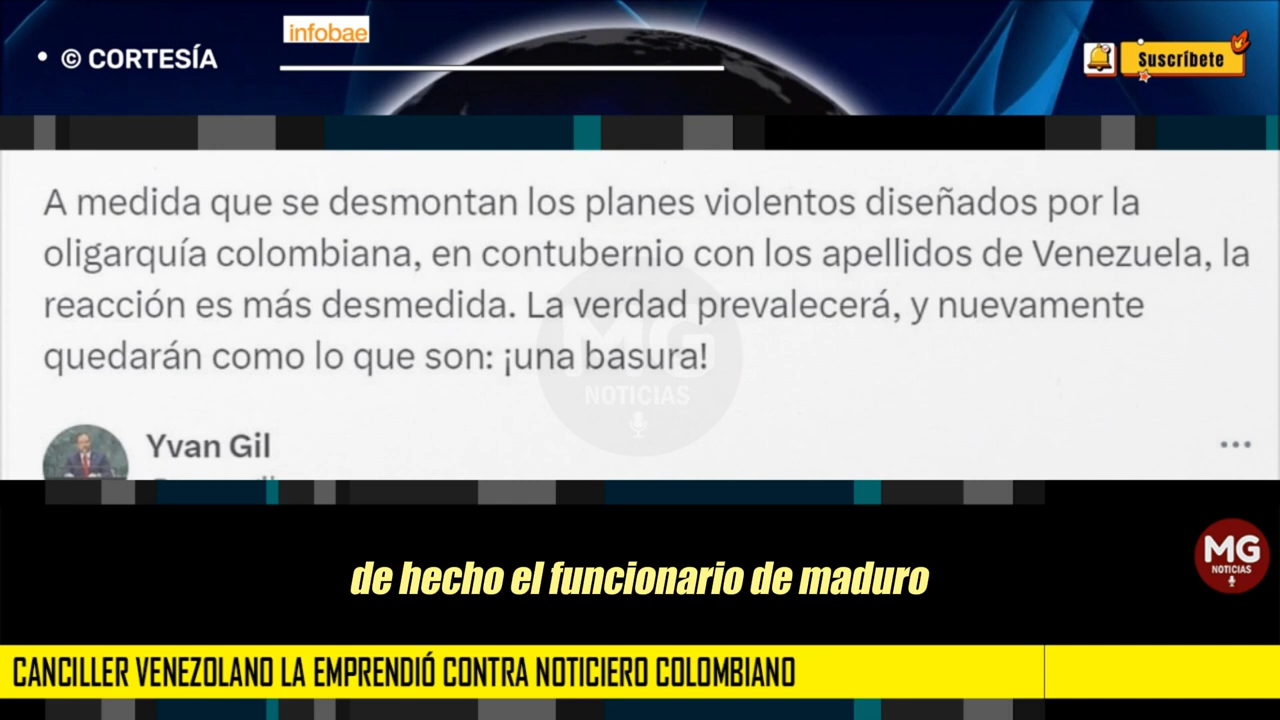 infobae
• © CORTESÍA
Suscríbete
A medida que se desmontan los planes violentos diseñados por la
oligarquía colombiana, en contubernio con los apellidos de Venezuela, la
reacción es más desmedida. La verdad prevalecerá, y nuevamente
quedarán como lo que son: ¡una basura!
MG
NOTICIAS
Yvan Gil
de hecho el funcionario de maduro
MG
NOTICIAS
CANCILLER VENEZOLANO LA EMPRENDIÓ CONTRA NOTICIERO COLOMBIANO